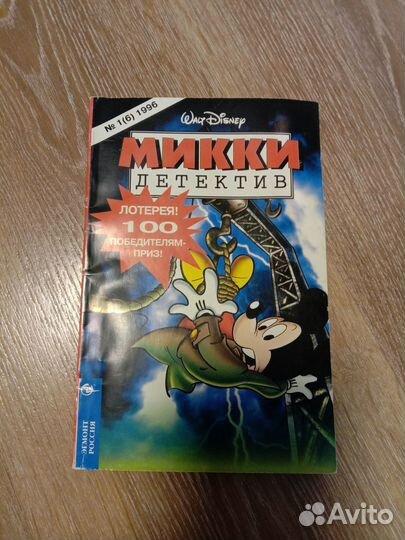 № 1(6) 1996
WALT DISNEY
МИККИ
ДЕТЕКТИВ
ЛОТЕРЕЯ!
100
ПОБЕДИТЕЛЯМ-
ПРИЗ!
ЭГМОНТ
РОССИЯ
Avito